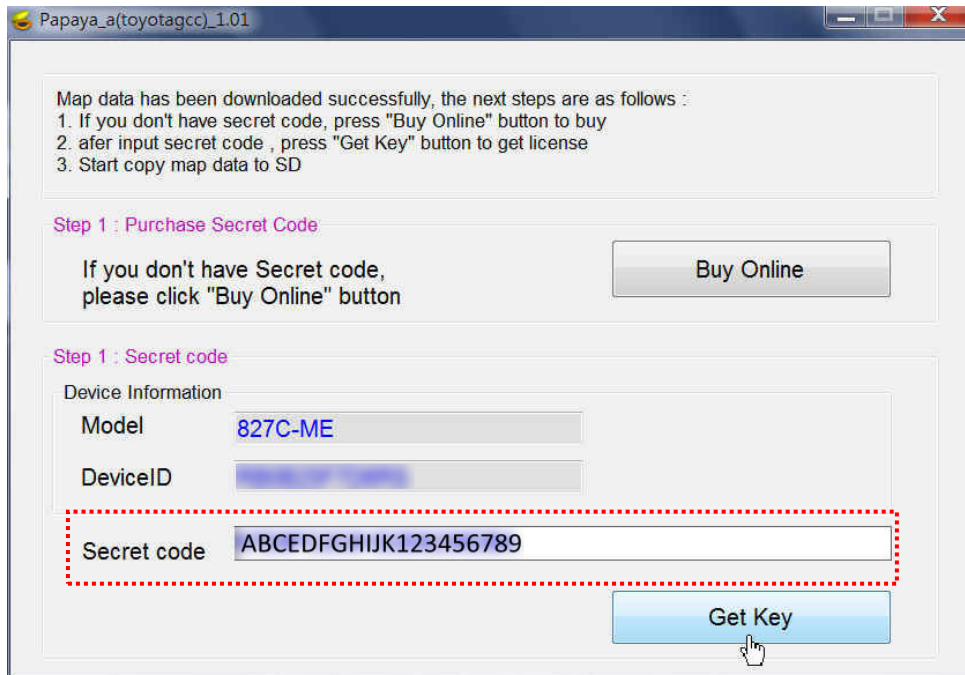 Papaya_a(toyotagcc)_1.01
Map data has been downloaded successfully, the next steps are as follows :
1. If you don't have secret code, press "Buy Online" button to buy
2. afer input secret code , press "Get Key" button to get license
3. Start copy map data to SD
Step 1 : Purchase Secret Code
If you don't have Secret code,
please click "Buy Online" button
Buy Online
Step 1 : Secret code
Device Information
Model
827C-ME
DeviceID
Secret code
ABCEDFGHIJK123456789
Get Key